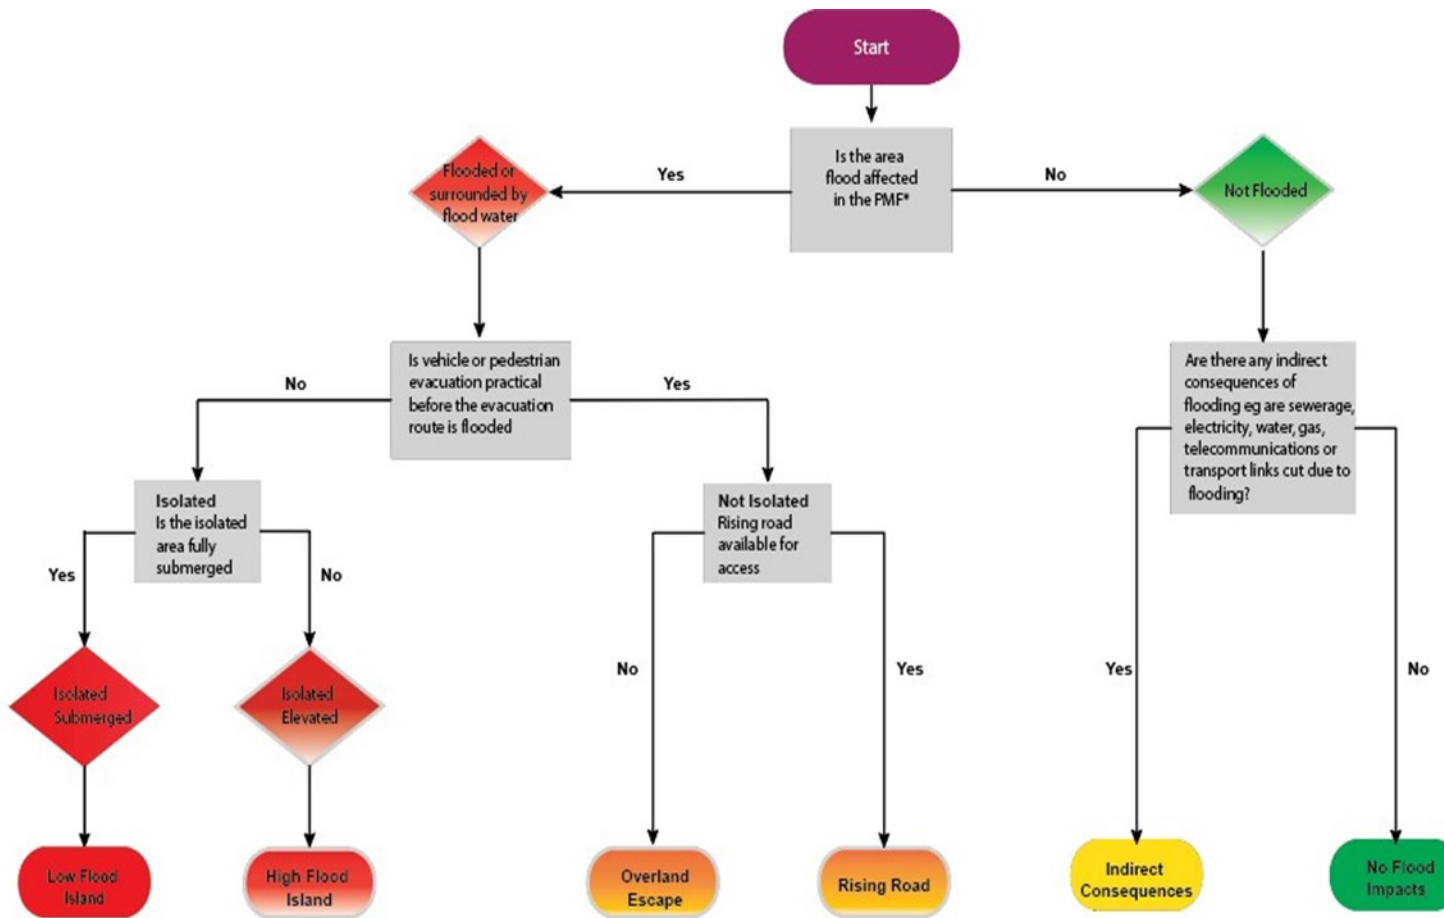 Start
Is the area
flood affected
in the PMF*
Yes
No
Flooded or
surrounded by
flood water
Not Flooded
Is vehicle or pedestrian
evacuation practical
before the evacuation
route is flooded
No
Yes
Are there any indirect
consequences of
flooding eg are sewerage,
electricity, water, gas,
telecommunications or
transport links cut due to
flooding?
Isolated
Is the isolated
area fully
submerged
Yes
No
Not Isolated
Rising road
available for
access
No
Yes
Yes
No
Isolated
Submerged
Isolated
Elevated
Low Flood
Island
High Flood
Island
Overland
Escape
Rising Road
Indirect
Consequences
No Flood
Impacts